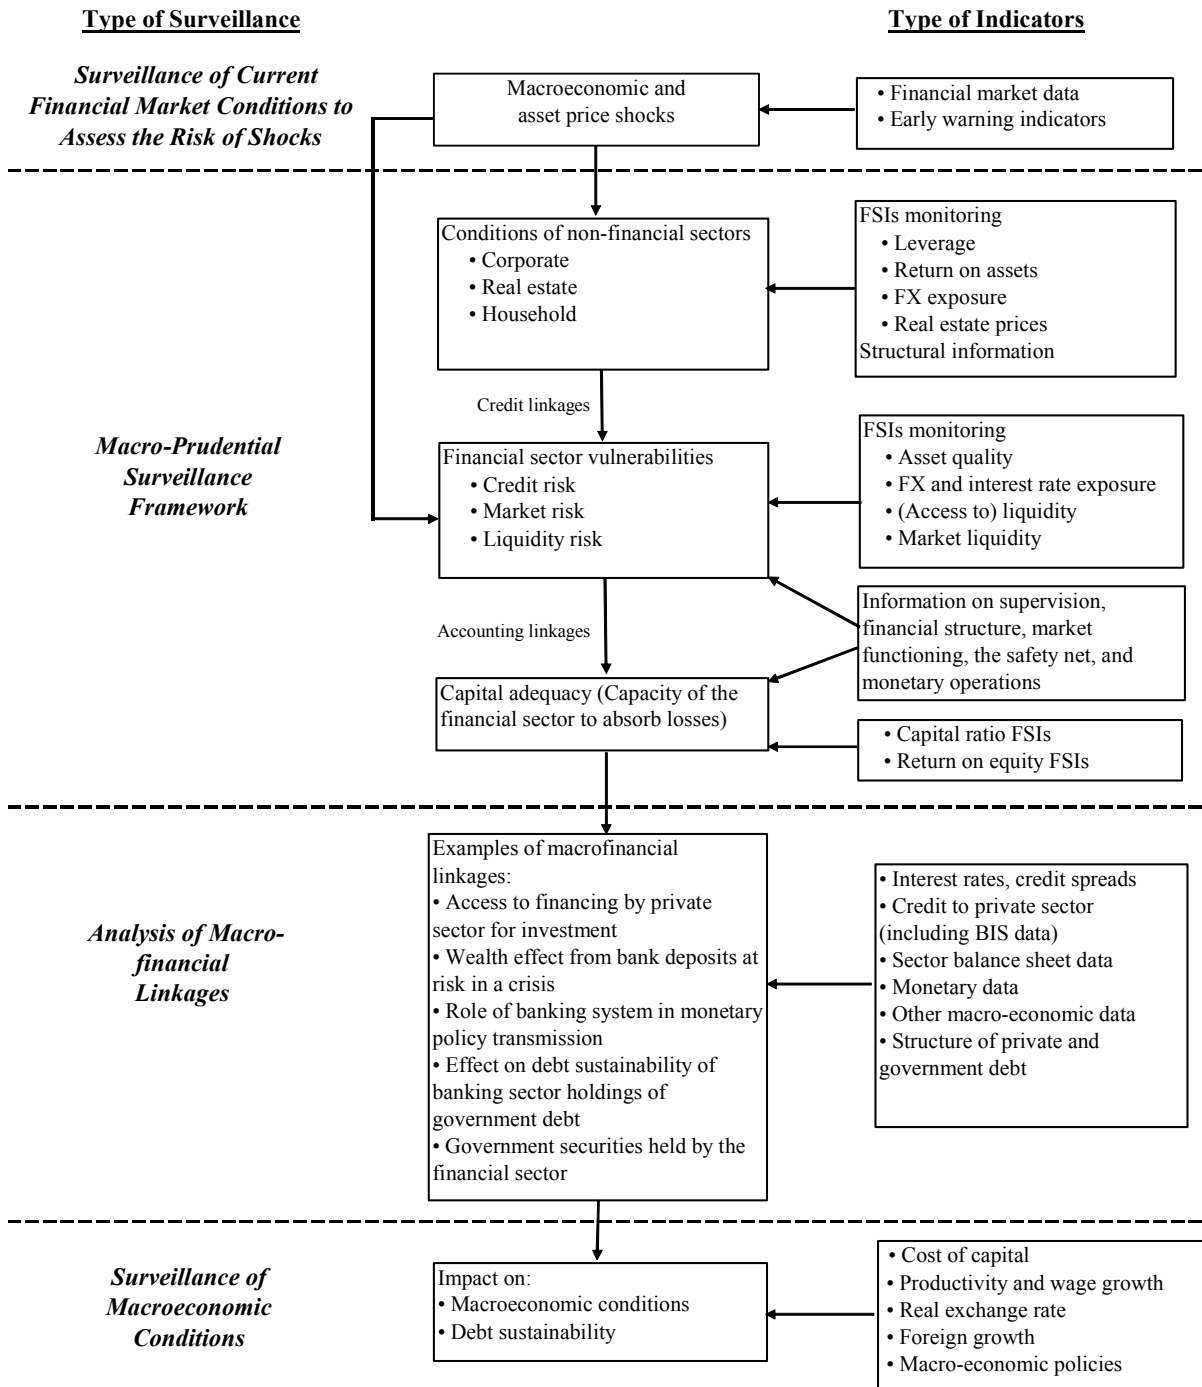 Type of Surveillance
Type of Indicators
Surveillance of Current
Financial Market Conditions to
Assess the Risk of Shocks
Macroeconomic and
asset price shocks
• Financial market data
• Early warning indicators
Conditions of non-financial sectors
• Corporate
• Real estate
• Household
FSIs monitoring
• Leverage
• Return on assets
• FX exposure
• Real estate prices
Structural information
Credit linkages
Macro-Prudential
Surveillance
Framework
Financial sector vulnerabilities
• Credit risk
• Market risk
• Liquidity risk
FSIs monitoring
• Asset quality
• FX and interest rate exposure
• (Access to) liquidity
• Market liquidity
Accounting linkages
Information on supervision,
financial structure, market
functioning, the safety net, and
monetary operations
Capital adequacy (Capacity of the
financial sector to absorb losses)
• Capital ratio FSIs
• Return on equity FSIs
Analysis of Macro-
financial
Linkages
Examples of macrofinancial
linkages:
• Access to financing by private
sector for investment
• Wealth effect from bank deposits at
risk in a crisis
• Role of banking system in monetary
policy transmission
• Effect on debt sustainability of
banking sector holdings of
government debt
• Government securities held by the
financial sector
• Interest rates, credit spreads
• Credit to private sector
(including BIS data)
• Sector balance sheet data
• Monetary data
• Other macro-economic data
• Structure of private and
government debt
Surveillance of
Macroeconomic
Conditions
Impact on:
• Macroeconomic conditions
• Debt sustainability
• Cost of capital
• Productivity and wage growth
• Real exchange rate
• Foreign growth
• Macro-economic policies